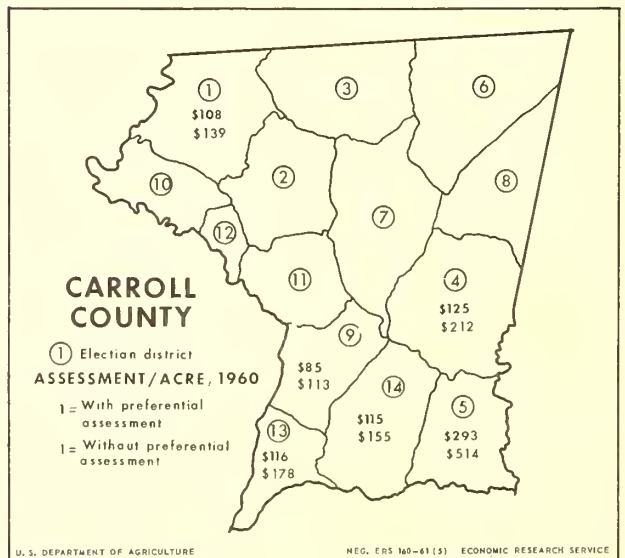 ① 
$108
$139
③
⑥
⑩
②
⑧
⑦
⑫
⑪
④
$125
$212
CARROLL
COUNTY
① Election district
ASSESSMENT/ACRE, 1960
1 = With preferential
assessment
1 = Without preferential
assessment
⑨
$85
$113
⑭
$115
$155
⑤
$293
$514
⑬
$116
$178
U. S. DEPARTMENT OF AGRICULTURE
NEG. ERS 160-61 (5) ECONOMIC RESEARCH SERVICE